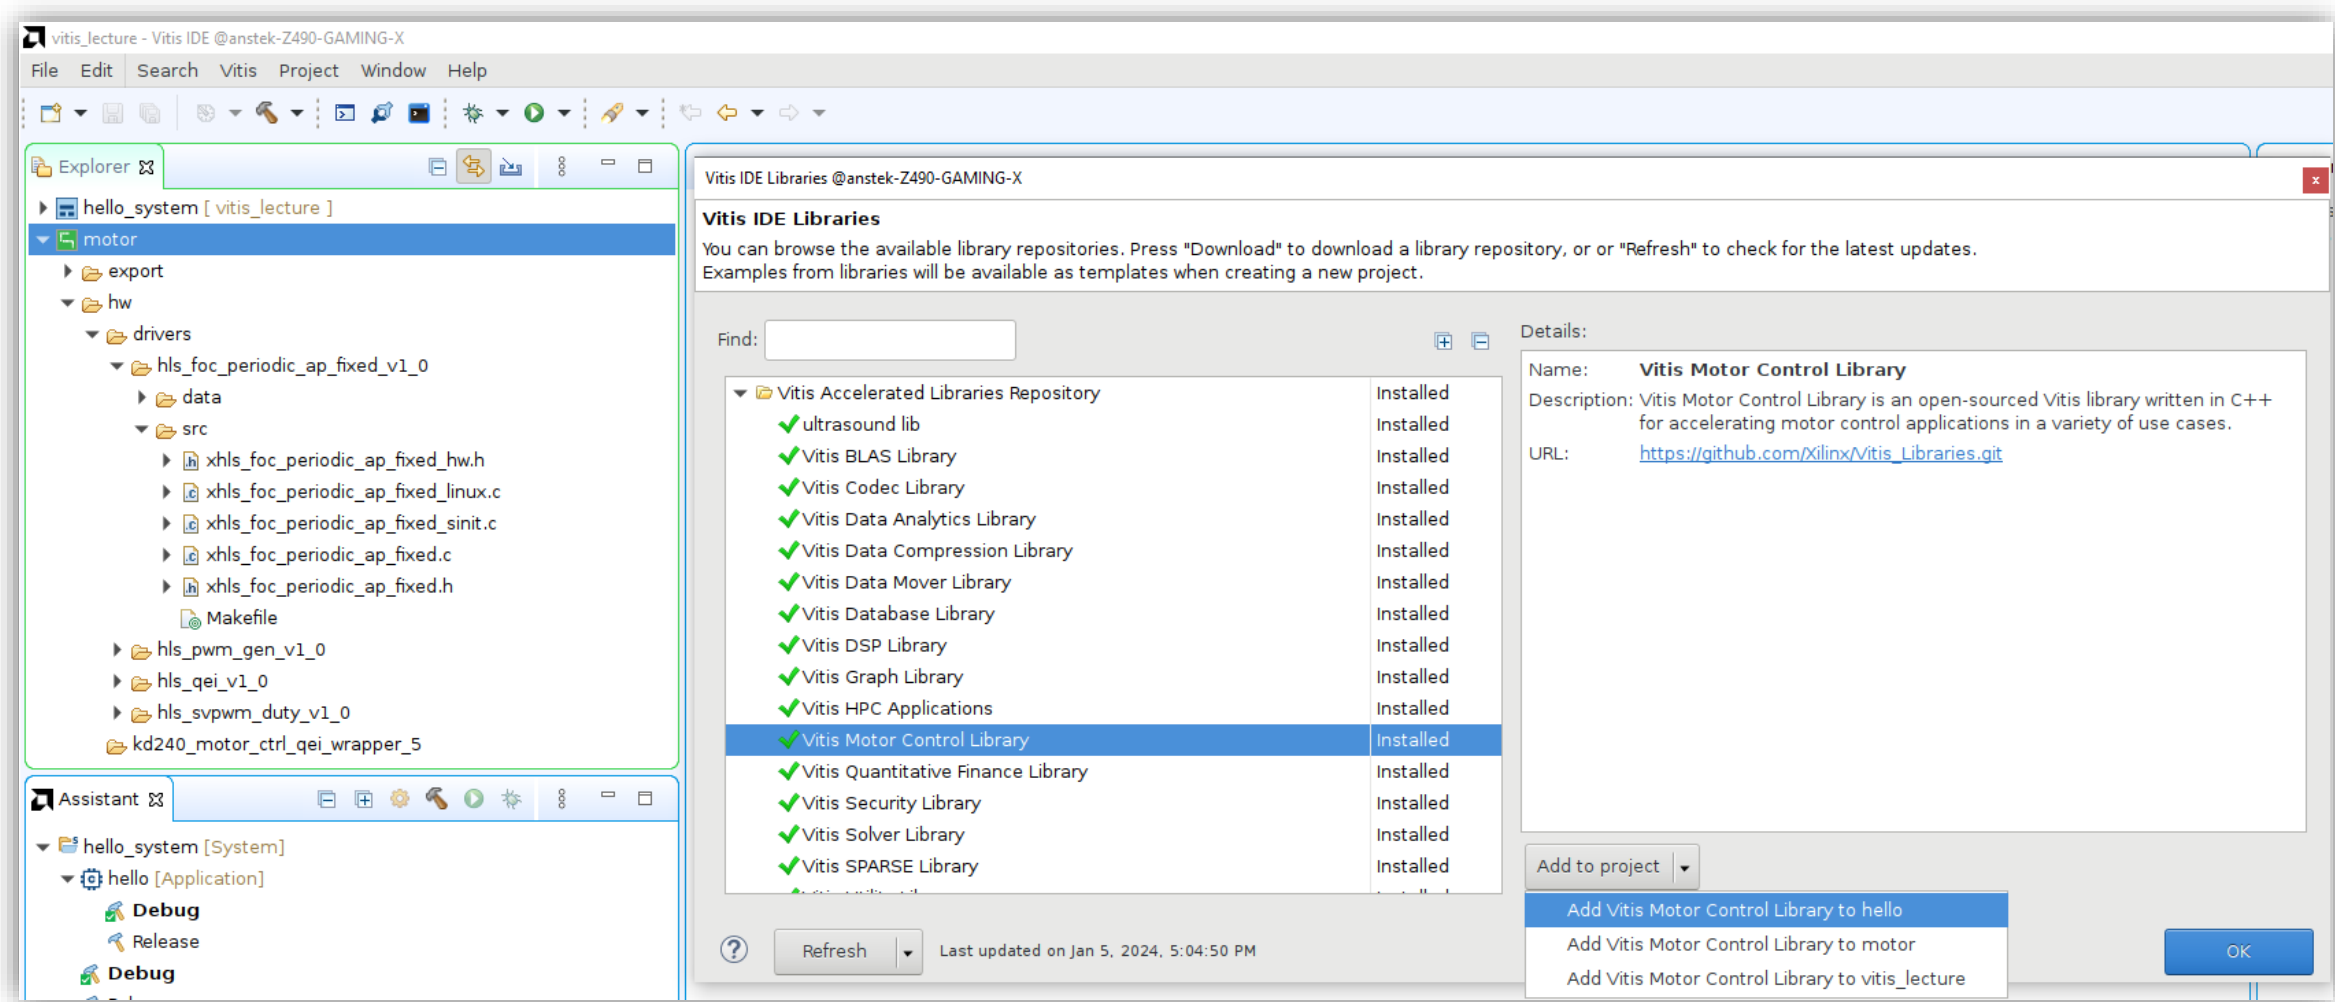 vitis_lecture - Vitis IDE @anstek-Z490-GAMING-X
File Edit Search Vitis Project Window Help
Explorer
hello_system [ vitis_lecture ]
motor
export
hw
drivers
hls_foc_periodic_ap_fixed_v1_0
data
src
xhls_foc_periodic_ap_fixed_hw.h
xhls_foc_periodic_ap_fixed_linux.c
xhls_foc_periodic_ap_fixed_sinit.c
xhls_foc_periodic_ap_fixed.c
xhls_foc_periodic_ap_fixed.h
Makefile
hls_pwm_gen_v1_0
hls_qei_v1_0
hls_svpwm_duty_v1_0
kd240_motor_ctrl_qei_wrapper_5
Assistant
hello_system [System]
hello [Application]
Debug
Release
Debug
Vitis IDE Libraries @anstek-Z490-GAMING-X
Vitis IDE Libraries
You can browse the available library repositories. Press "Download" to download a library repository, or or "Refresh" to check for the latest updates.
Examples from libraries will be available as templates when creating a new project.
Find:
Vitis Accelerated Libraries Repository Installed
ultrasound lib Installed
Vitis BLAS Library Installed
Vitis Codec Library Installed
Vitis Data Analytics Library Installed
Vitis Data Compression Library Installed
Vitis Data Mover Library Installed
Vitis Database Library Installed
Vitis DSP Library Installed
Vitis Graph Library Installed
Vitis HPC Applications Installed
Vitis Motor Control Library Installed
Vitis Quantitative Finance Library Installed
Vitis Security Library Installed
Vitis Solver Library Installed
Vitis SPARSE Library Installed
Details:
Name: Vitis Motor Control Library
Description: Vitis Motor Control Library is an open-sourced Vitis library written in C++
for accelerating motor control applications in a variety of use cases.
URL: https://github.com/Xilinx/Vitis_Libraries.git
Add to project
Add Vitis Motor Control Library to hello
Add Vitis Motor Control Library to motor
Add Vitis Motor Control Library to vitis_lecture
Refresh Last updated on Jan 5, 2024, 5:04:50 PM
OK